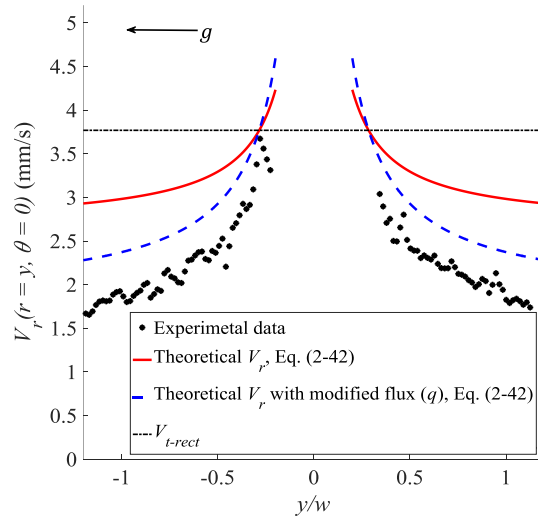 5
g
4.5
4
3.5
3
2.5
2
1.5
1
0.5
0
V_r(r = y, θ = 0) (mm/s)
Experimetal data
Theoretical V_r, Eq. (2-42)
Theoretical V_r with modified flux (q), Eq. (2-42)
V_{t-rect}
-1 -0.5 0 0.5 1
y/w